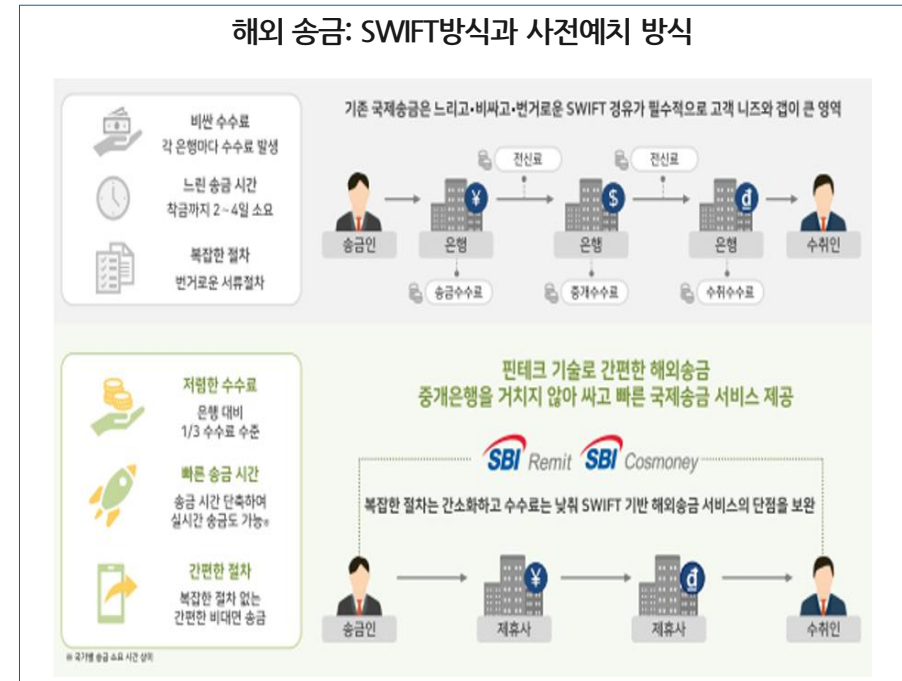 해외 송금: SWIFT방식과 사전예치 방식
비싼 수수료
각 은행마다 수수료 발생
느린 송금 시간
착금까지 2~4일 소요
복잡한 절차
번거로운 서류절차
기존 국제송금은 느리고•비싸고•번거로운 SWIFT 경유가 필수적으로 고객 니즈와 갭이 큰 영역
전신료
전신료
¥
$
₫
송금인
은행
은행
은행
수취인
송금수수료
중개수수료
수취수수료
저렴한 수수료
은행 대비
1/3 수수료 수준
빠른 송금 시간
송금 시간 단축하여
실시간 송금도 가능※
간편한 절차
복잡한 절차 없는
간편한 비대면 송금
※ 국가별 송금 소요 시간 상이
핀테크 기술로 간편한 해외송금
중개은행을 거치지 않아 싸고 빠른 국제송금 서비스 제공
SBI Remit SBI Cosmoney
복잡한 절차는 간소화하고 수수료는 낮춰 SWIFT 기반 해외송금 서비스의 단점을 보완
¥
₫
송금인
제휴사
제휴사
수취인